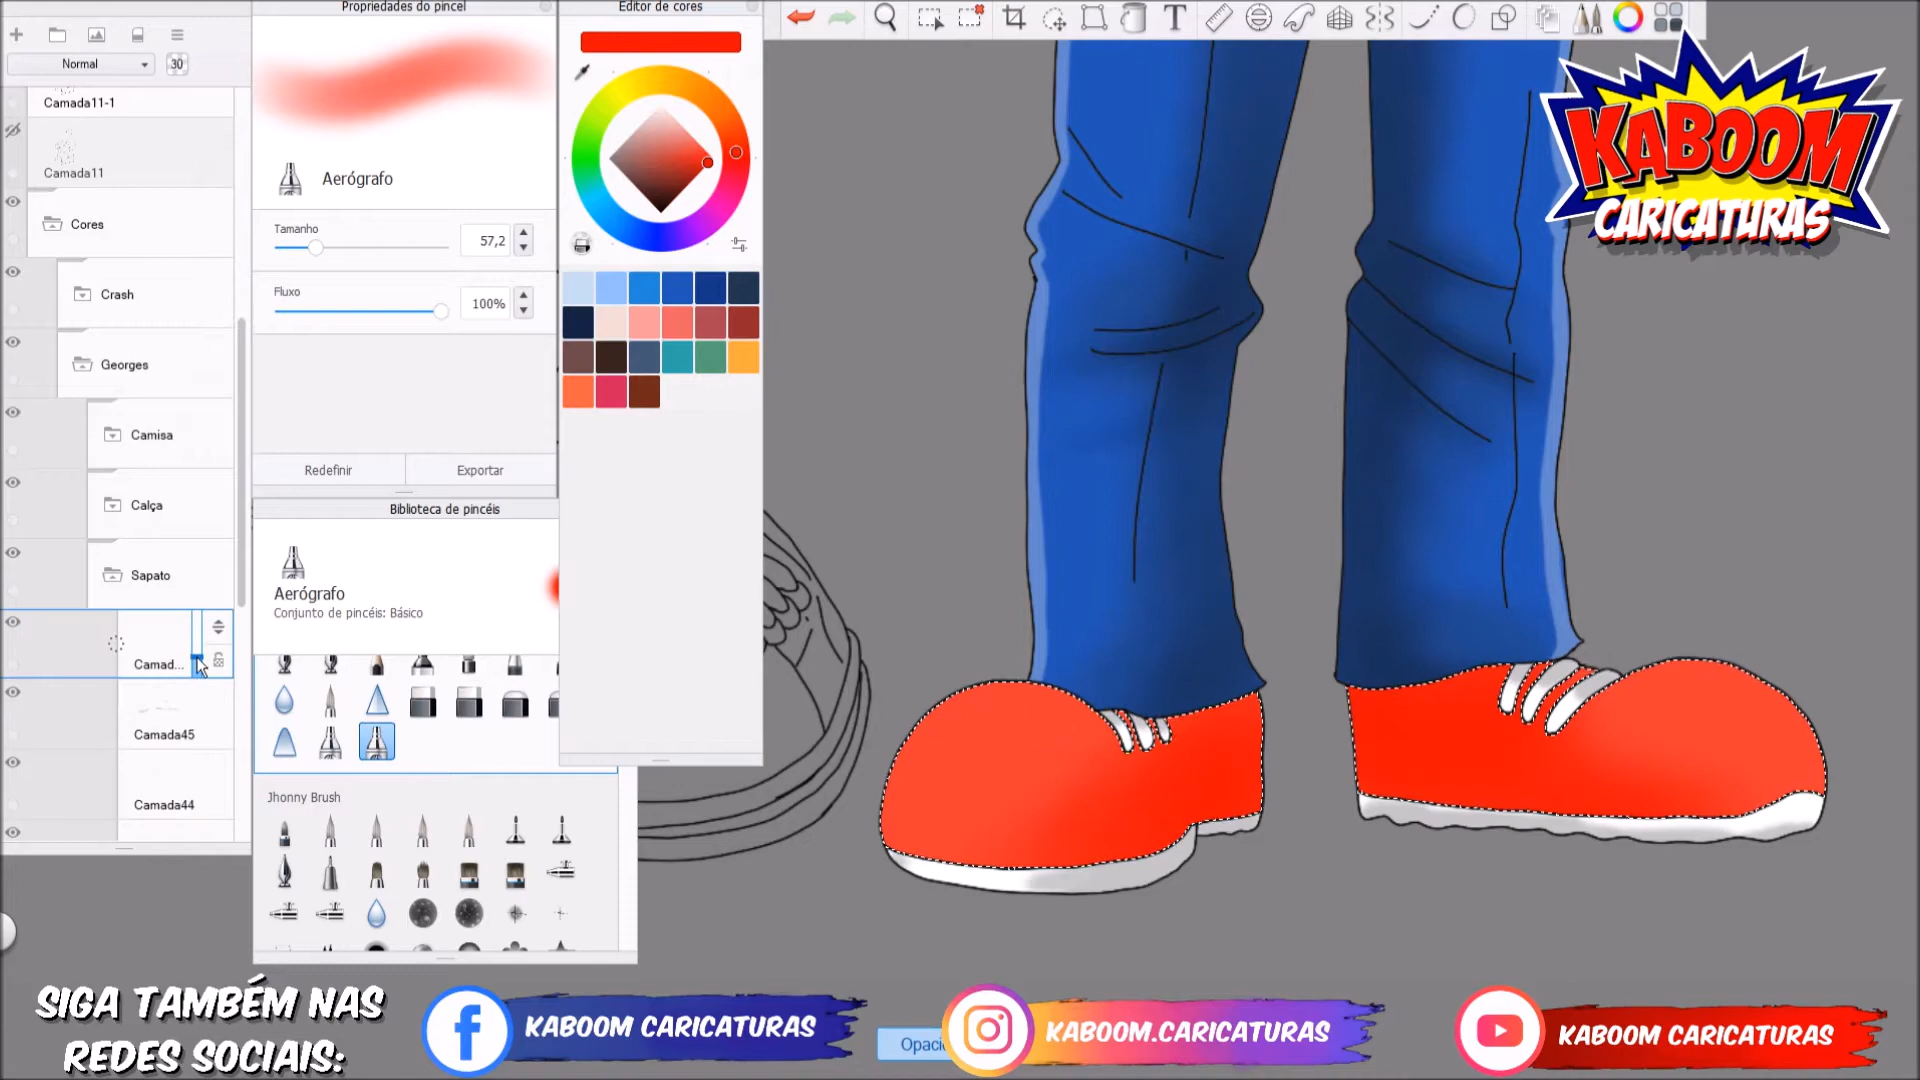 Propriedades do pincel
Editor de cores
Normal
30
Camada11-1
Camada11
Cores
Crash
Georges
Camisa
Calça
Sapato
Camad...
Camada45
Camada44
Aerógrafo
Tamanho
57,2
Fluxo
100%
Redefinir
Exportar
Biblioteca de pincéis
Aerógrafo
Conjunto de pincéis: Básico
Jhonny Brush
T
KABOOM
CARICATURAS
SIGA TAMBÉM NAS
REDES SOCIAIS:
f
KABOOM CARICATURAS
KABOOM.CARICATURAS
KABOOM CARICATURAS